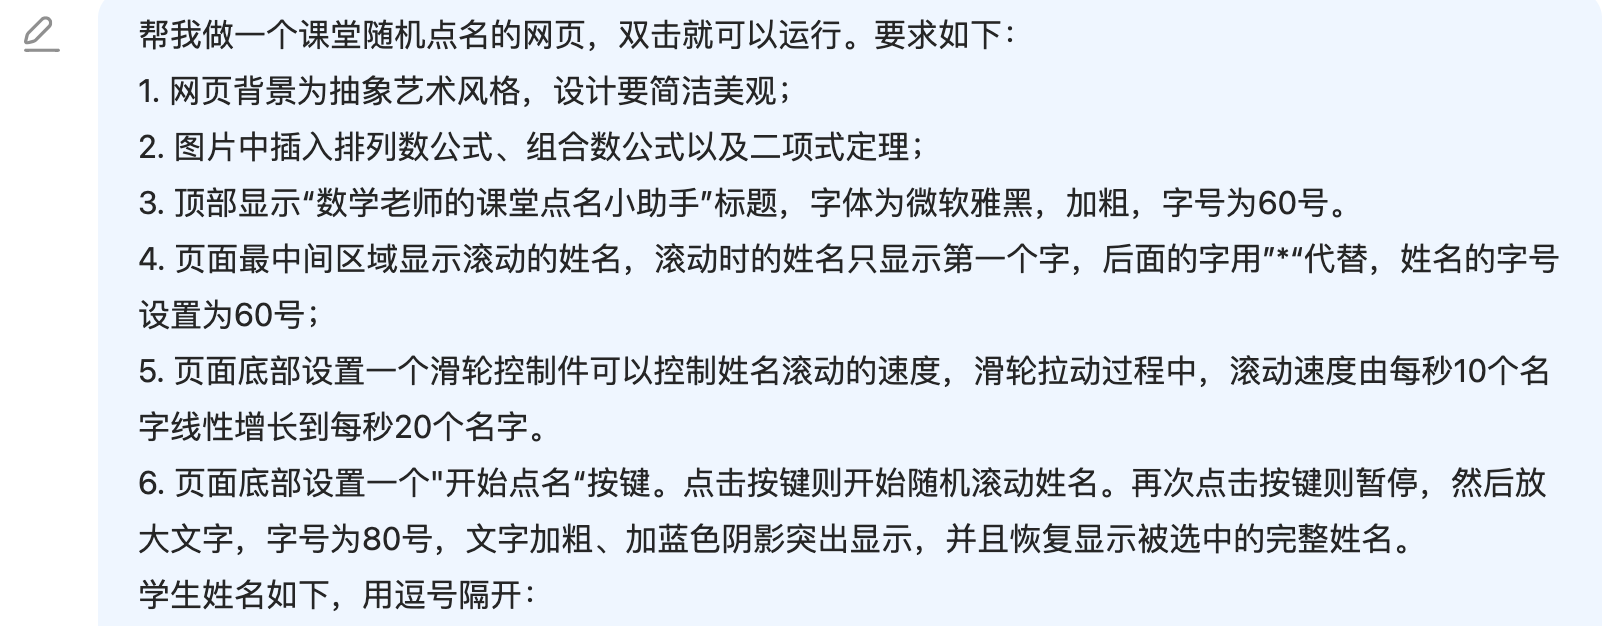 帮我做一个课堂随机点名的网页，双击就可以运行。要求如下：
1. 网页背景为抽象艺术风格，设计要简洁美观；
2. 图片中插入排列数公式、组合数公式以及二项式定理；
3. 顶部显示“数学老师的课堂点名小助手”标题，字体为微软雅黑，加粗，字号为60号。
4. 页面最中间区域显示滚动的姓名，滚动时的姓名只显示第一个字，后面的字用”*“代替，姓名的字号
设置为60号；
5. 页面底部设置一个滑轮控制件可以控制姓名滚动的速度，滑轮拉动过程中，滚动速度由每秒10个名
字线性增长到每秒20个名字。
6. 页面底部设置一个"开始点名“按键。点击按键则开始随机滚动姓名。再次点击按键则暂停，然后放
大文字，字号为80号，文字加粗、加蓝色阴影突出显示，并且恢复显示被选中的完整姓名。
学生姓名如下，用逗号隔开：